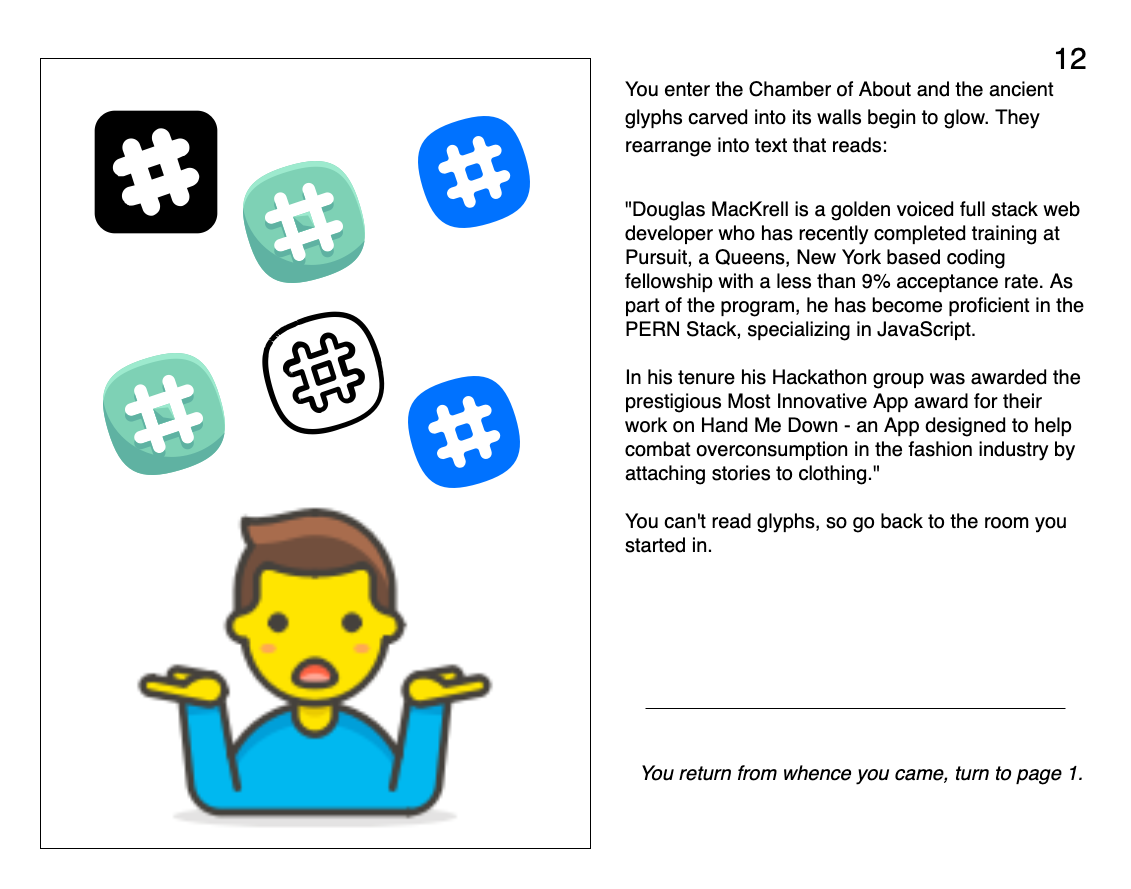 12
You enter the Chamber of About and the ancient
glyphs carved into its walls begin to glow. They
rearrange into text that reads:
"Douglas MacKrell is a golden voiced full stack web
developer who has recently completed training at
Pursuit, a Queens, New York based coding
fellowship with a less than 9% acceptance rate. As
part of the program, he has become proficient in the
PERN Stack, specializing in JavaScript.
In his tenure his Hackathon group was awarded the
prestigious Most Innovative App award for their
work on Hand Me Down - an App designed to help
combat overconsumption in the fashion industry by
attaching stories to clothing."
You can't read glyphs, so go back to the room you
started in.
You return from whence you came, turn to page 1.